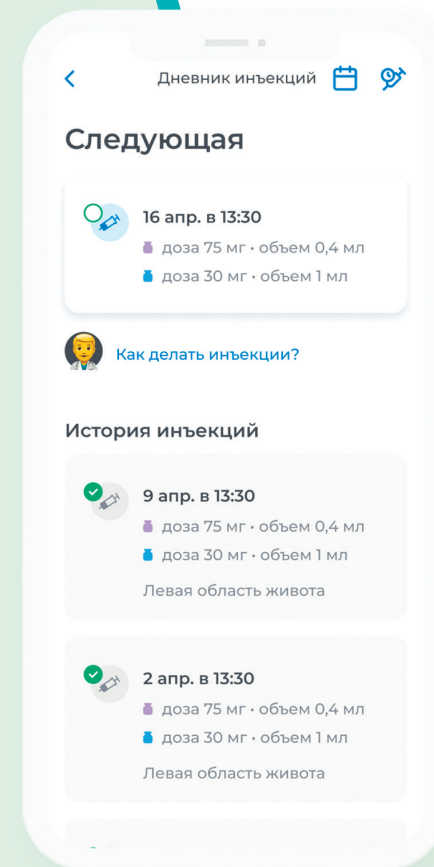 Дневник инъекций
Следующая
16 апр. в 13:30
доза 75 мг • объем 0,4 мл
доза 30 мг • объем 1 мл
Как делать инъекции?
История инъекций
9 апр. в 13:30
доза 75 мг • объем 0,4 мл
доза 30 мг • объем 1 мл
Левая область живота
2 апр. в 13:30
доза 75 мг • объем 0,4 мл
доза 30 мг • объем 1 мл
Левая область живота